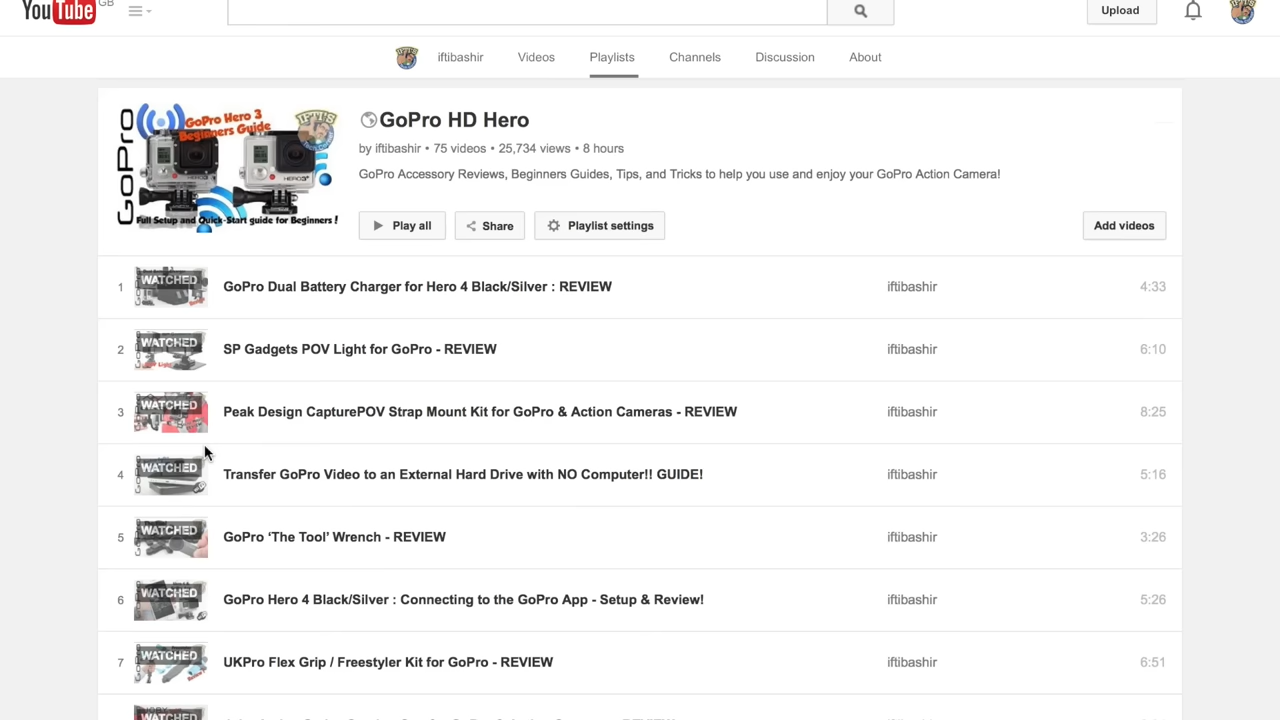 YouTube GB
Upload
iftibashir Videos Playlists Channels Discussion About
GoPro
GoPro Hero 3
Beginners Guide
IFTI'S
HERO3+
Full Setup and Quick-Start guide for Beginners!
GoPro HD Hero
by iftibashir • 75 videos • 25,734 views • 8 hours
GoPro Accessory Reviews, Beginners Guides, Tips, and Tricks to help you use and enjoy your GoPro Action Camera!
Play all Share Playlist settings Add videos
1 WATCHED GoPro Dual Battery Charger for Hero 4 Black/Silver : REVIEW iftibashir 4:33
2 WATCHED SP Gadgets POV Light for GoPro - REVIEW iftibashir 6:10
3 WATCHED Peak Design CapturePOV Strap Mount Kit for GoPro & Action Cameras - REVIEW iftibashir 8:25
4 WATCHED Transfer GoPro Video to an External Hard Drive with NO Computer!! GUIDE! iftibashir 5:16
5 WATCHED GoPro ‘The Tool’ Wrench - REVIEW iftibashir 3:26
6 WATCHED GoPro Hero 4 Black/Silver : Connecting to the GoPro App - Setup & Review! iftibashir 5:26
7 WATCHED UKPro Flex Grip / Freestyler Kit for GoPro - REVIEW iftibashir 6:51
WATCHED